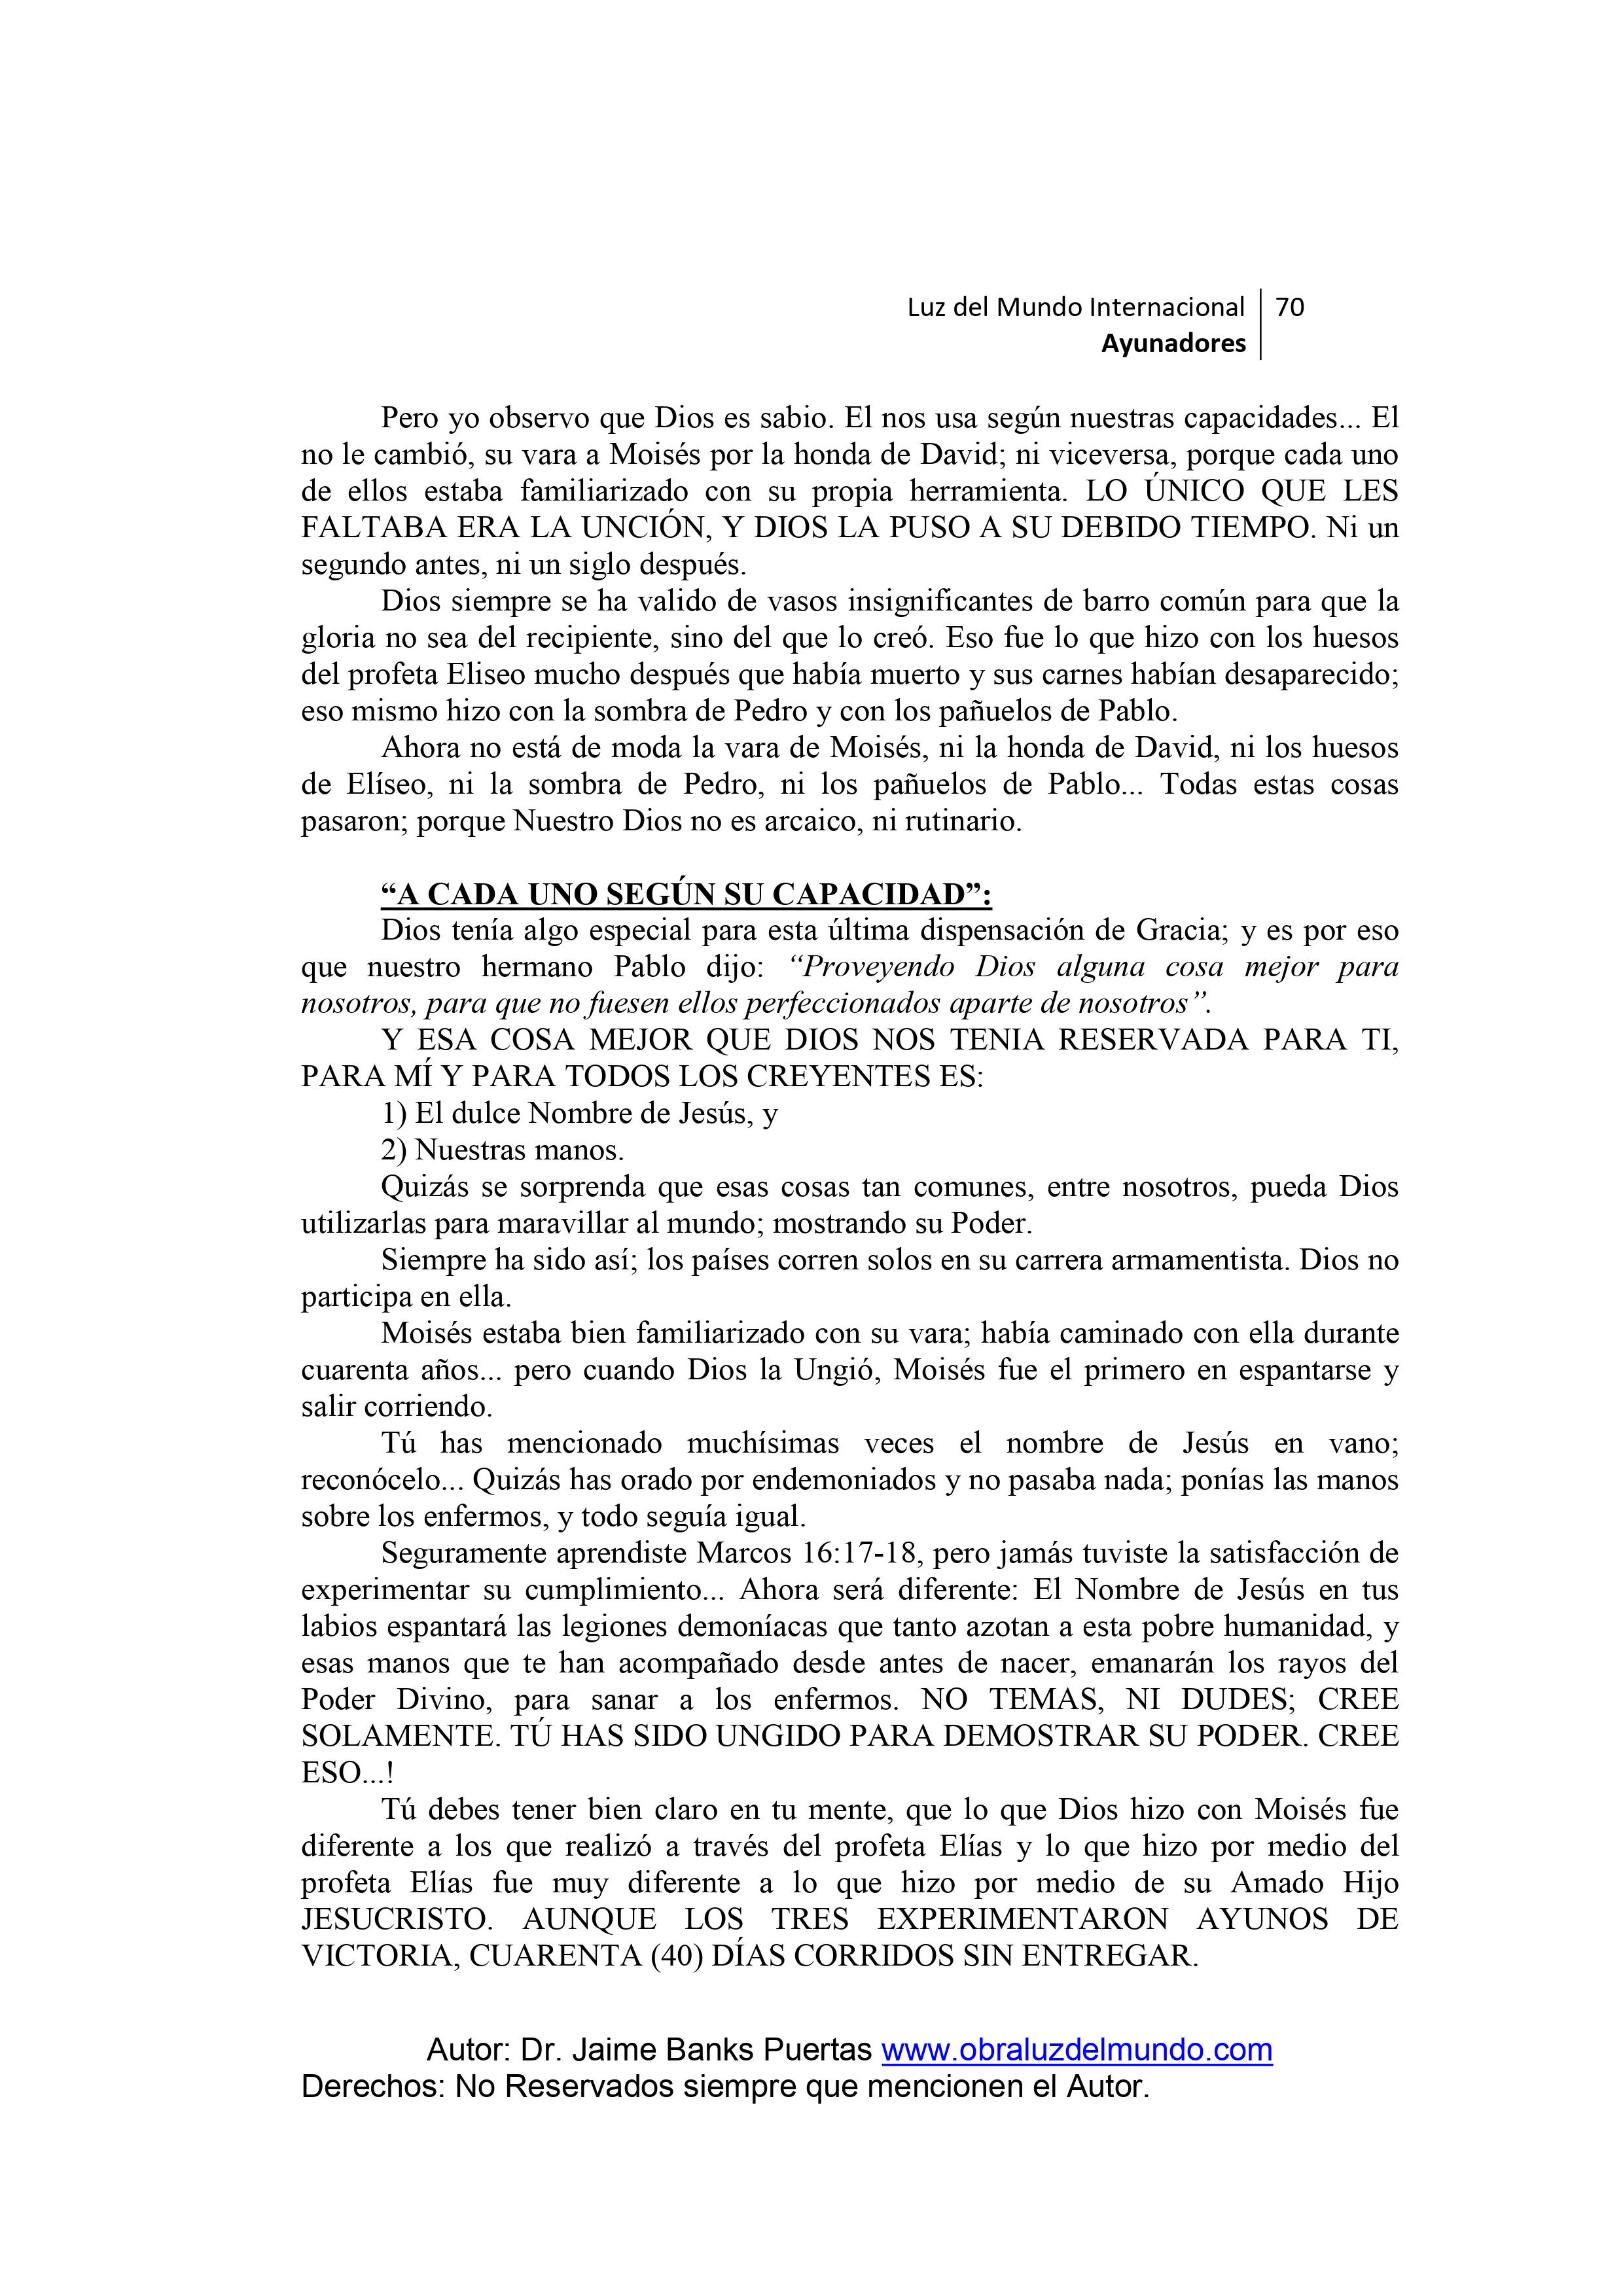 Luz del Mundo Internacional 70
Ayunadores
Pero yo observo que Dios es sabio. El nos usa según nuestras capacidades... El
no le cambió, su vara a Moisés por la honda de David; ni viceversa, porque cada uno
de ellos estaba familiarizado con su propia herramienta. LO ÚNICO QUE LES
FALTABA ERA LA UNCIÓN, Y DIOS LA PUSO A SU DEBIDO TIEMPO. Ni un
segundo antes, ni un siglo después.
Dios siempre se ha valido de vasos insignificantes de barro común para que la
gloria no sea del recipiente, sino del que lo creó. Eso fue lo que hizo con los huesos
del profeta Eliseo mucho después que había muerto y sus carnes habían desaparecido;
eso mismo hizo con la sombra de Pedro y con los pañuelos de Pablo.
Ahora no está de moda la vara de Moisés, ni la honda de David, ni los huesos
de Elíseo, ni la sombra de Pedro, ni los pañuelos de Pablo... Todas estas cosas
pasaron; porque Nuestro Dios no es arcaico, ni rutinario.
“A CADA UNO SEGÚN SU CAPACIDAD”:
Dios tenía algo especial para esta última dispensación de Gracia; y es por eso
que nuestro hermano Pablo dijo: “Proveyendo Dios alguna cosa mejor para
nosotros, para que no fuesen ellos perfeccionados aparte de nosotros”.
Y ESA COSA MEJOR QUE DIOS NOS TENIA RESERVADA PARA TI,
PARA MÍ Y PARA TODOS LOS CREYENTES ES:
1) El dulce Nombre de Jesús, y
2) Nuestras manos.
Quizás se sorprenda que esas cosas tan comunes, entre nosotros, pueda Dios
utilizarlas para maravillar al mundo; mostrando su Poder.
Siempre ha sido así; los países corren solos en su carrera armamentista. Dios no
participa en ella.
Moisés estaba bien familiarizado con su vara; había caminado con ella durante
cuarenta años... pero cuando Dios la Ungió, Moisés fue el primero en espantarse y
salir corriendo.
Tú has mencionado muchísimas veces el nombre de Jesús en vano;
reconócelo... Quizás has orado por endemoniados y no pasaba nada; ponías las manos
sobre los enfermos, y todo seguía igual.
Seguramente aprendiste Marcos 16:17-18, pero jamás tuviste la satisfacción de
experimentar su cumplimiento... Ahora será diferente: El Nombre de Jesús en tus
labios espantará las legiones demoníacas que tanto azotan a esta pobre humanidad, y
esas manos que te han acompañado desde antes de nacer, emanarán los rayos del
Poder Divino, para sanar a los enfermos. NO TEMAS, NI DUDES; CREE
SOLAMENTE. TÚ HAS SIDO UNGIDO PARA DEMOSTRAR SU PODER. CREE
ESO...!
Tú debes tener bien claro en tu mente, que lo que Dios hizo con Moisés fue
diferente a los que realizó a través del profeta Elías y lo que hizo por medio del
profeta Elías fue muy diferente a lo que hizo por medio de su Amado Hijo
JESUCRISTO. AUNQUE LOS TRES EXPERIMENTARON AYUNOS DE
VICTORIA, CUARENTA (40) DÍAS CORRIDOS SIN ENTREGAR.
Autor: Dr. Jaime Banks Puertas www.obraluzdelmundo.com
Derechos: No Reservados siempre que mencionen el Autor.